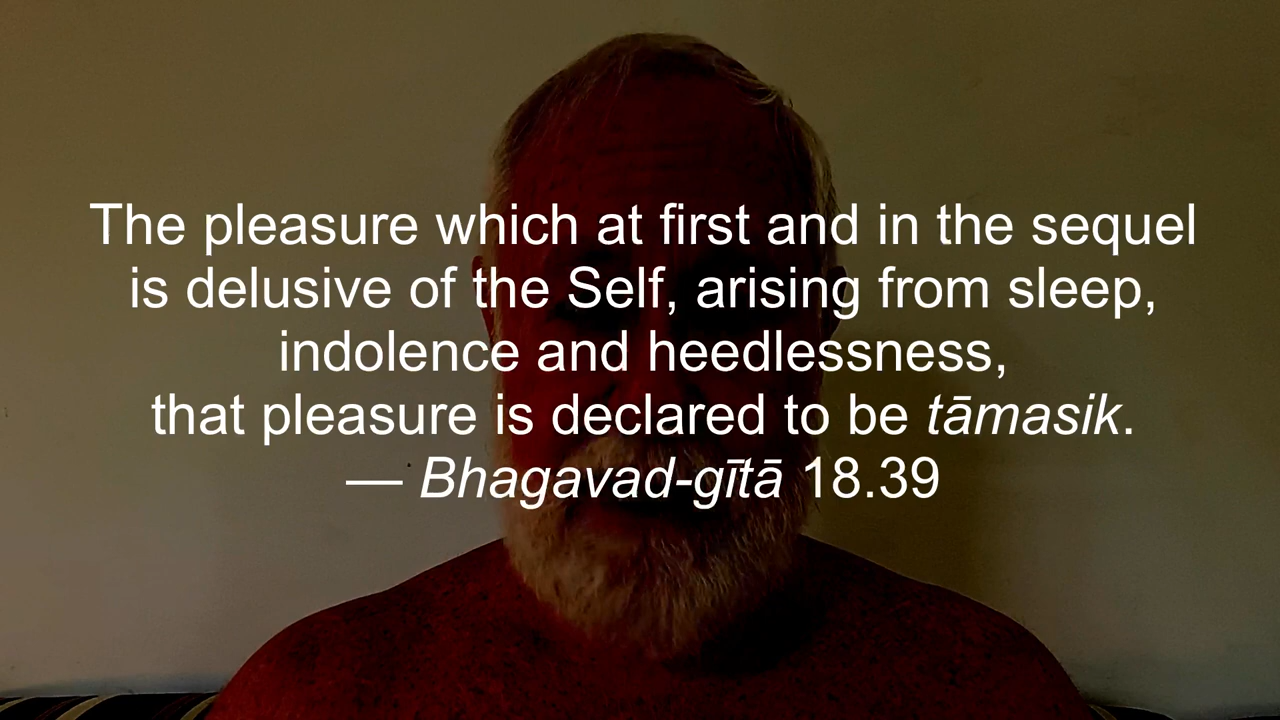 The pleasure which at first and in the sequel
is delusive of the Self, arising from sleep,
indolence and heedlessness,
that pleasure is declared to be tāmasik.
— Bhagavad-gītā 18.39